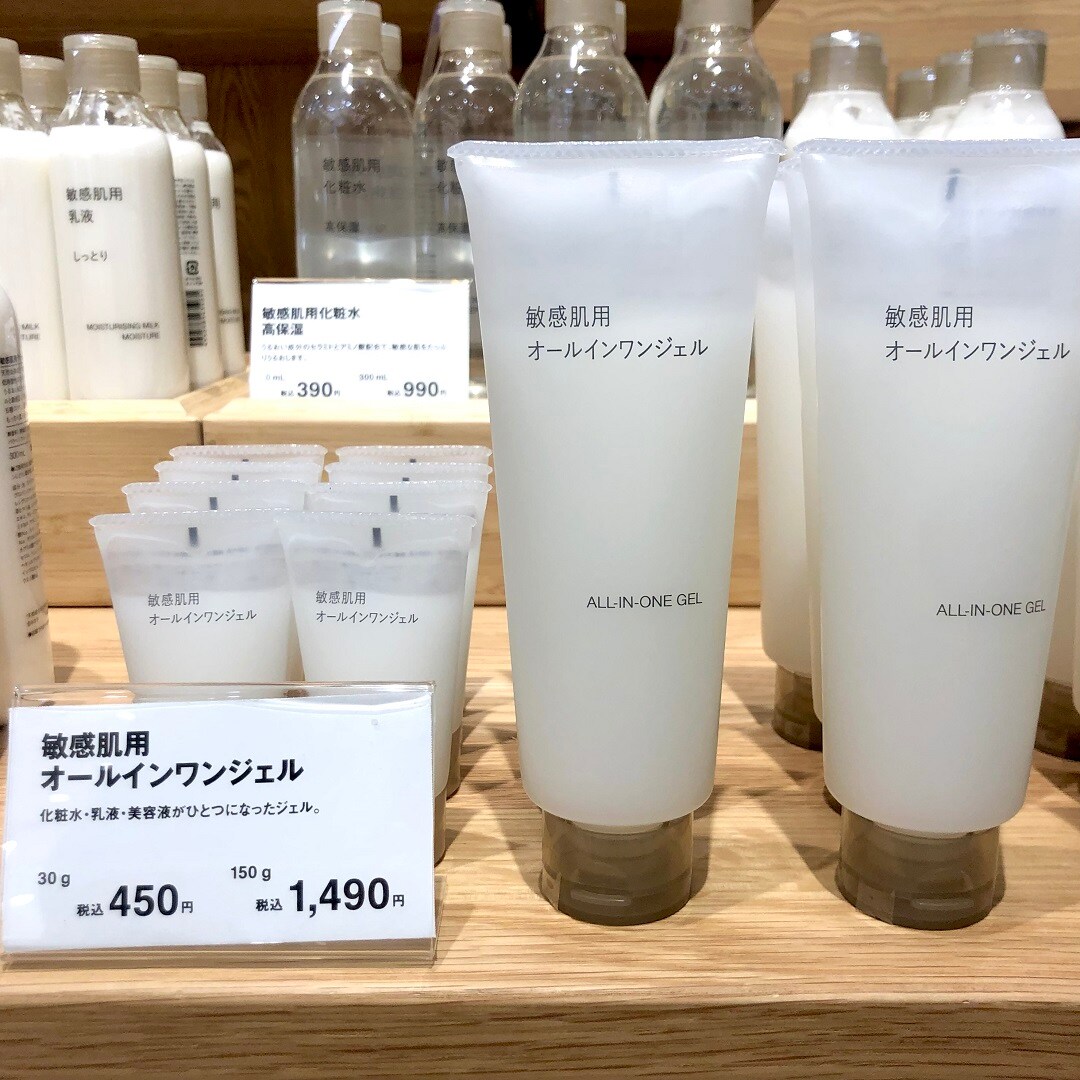 敏感肌用
乳液
しっとり
MOISTURISING MILK
MOISTURE
MILK
MOISTURE
敏感肌用
化粧水
高保湿
高保湿
敏感肌用化粧水
高保湿
税込 390円
300 mL
税込 990円
敏感肌用
オールインワンジェル
ALL-IN-ONE GEL
敏感肌用
オールインワンジェル
ALL-IN-ONE GEL
敏感肌用
オールインワンジェル
敏感肌用
オールインワンジェル
敏感肌用
オールインワンジェル
化粧水・乳液・美容液がひとつになったジェル。
30 g
税込 450円
150 g
税込 1,490円